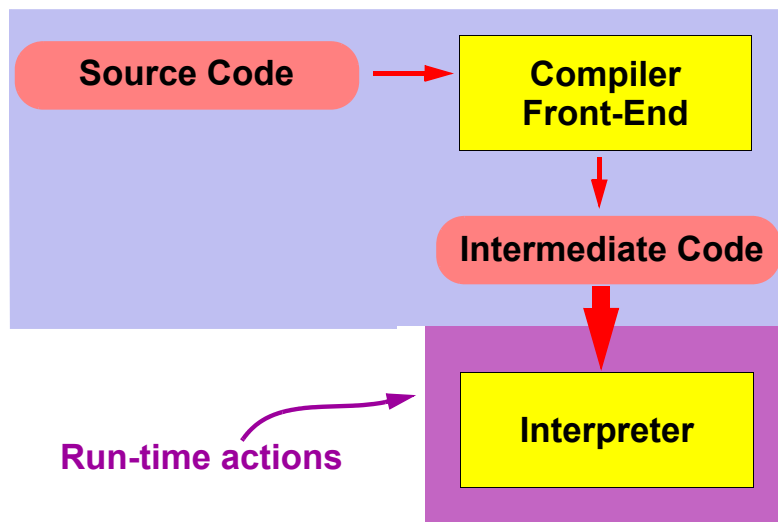 Source Code
Compiler
Front-End
Intermediate Code
Interpreter
Run-time actions